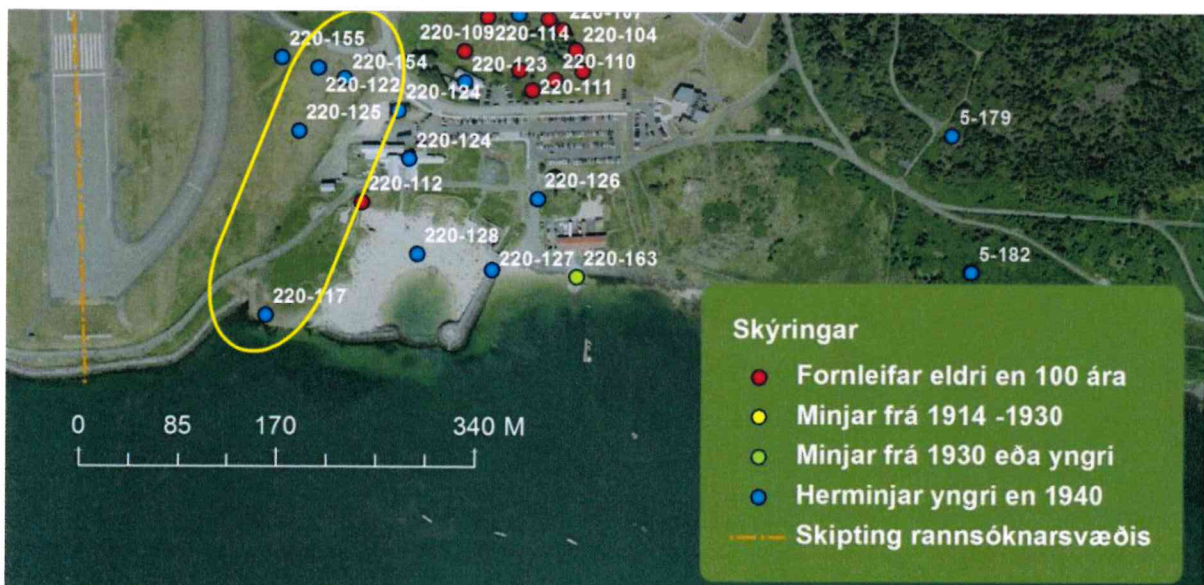 220-107
220-109 220-114 220-104
220-155
220-154 220-123 220-110
220-122 220-111
220-124
220-125
5-179
220-124
220-112 220-126
220-128
220-127 220-163
5-182
220-117
Skýringar
Fornleifar eldri en 100 ára
Minjar frá 1914 -1930
Minjar frá 1930 eða yngri
Herminjar yngri en 1940
Skipting rannsóknarsvæðis
0 85 170 340 M